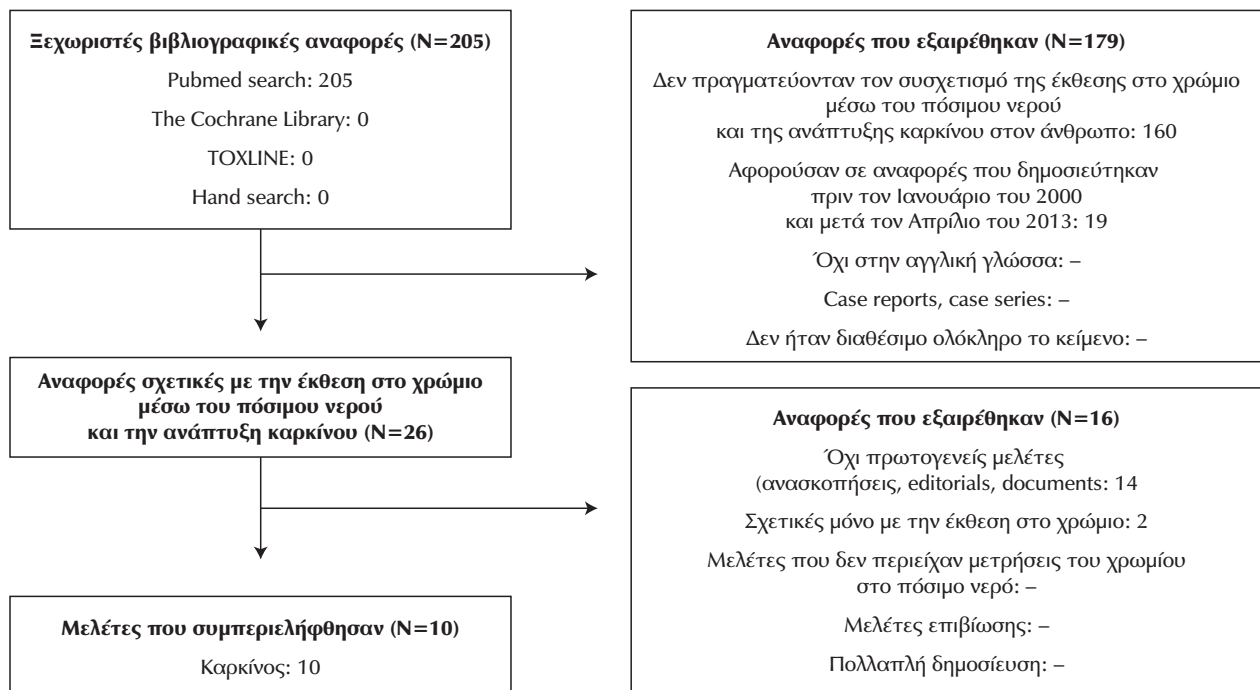 Ξεχωριστές βιβλιογραφικές αναφορές (N=205)
Pubmed search: 205
The Cochrane Library: 0
TOXLINE: 0
Hand search: 0
Αναφορές που εξαιρέθηκαν (N=179)
Δεν πραγματεύονταν τον συσχετισμό της έκθεσης στο χρώμιο
μέσω του πόσιμου νερού
και της ανάπτυξης καρκίνου στον άνθρωπο: 160
Αφορούσαν σε αναφορές που δημοσιεύτηκαν
πριν τον Ιανουάριο του 2000
και μετά τον Απρίλιο του 2013: 19
Όχι στην αγγλική γλώσσα: –
Case reports, case series: –
Δεν ήταν διαθέσιμο ολόκληρο το κείμενο: –
Αναφορές σχετικές με την έκθεση στο χρώμιο
μέσω του πόσιμου νερού
και την ανάπτυξη καρκίνου (N=26)
Αναφορές που εξαιρέθηκαν (N=16)
Όχι πρωτογενείς μελέτες
(ανασκοπήσεις, editorials, documents: 14
Σχετικές μόνο με την έκθεση στο χρώμιο: 2
Μελέτες που δεν περιείχαν μετρήσεις του χρωμίου
στο πόσιμο νερό: –
Μελέτες επιβίωσης: –
Πολλαπλή δημοσίευση: –
Μελέτες που συμπεριελήφθησαν (N=10)
Καρκίνος: 10